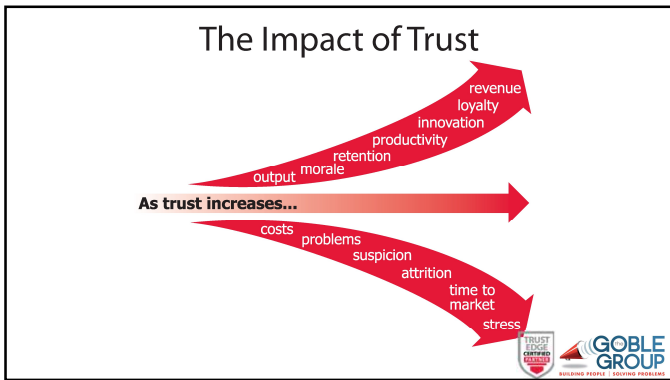 The Impact of Trust
revenue
loyalty
innovation
productivity
retention
morale
output
As trust increases...
costs
problems
suspicion
attrition
time to
market
stress
TRUST
EDGE
CERTIFIED
PARTNER
the
GOBLE
GROUP
BUILDING PEOPLE | SOLVING PROBLEMS